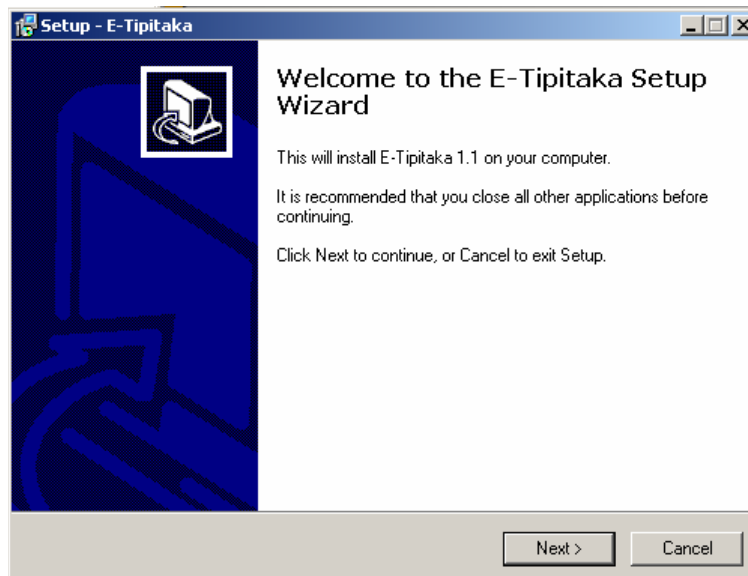 Setup - E-Tipitaka
Welcome to the E-Tipitaka Setup
Wizard
This will install E-Tipitaka 1.1 on your computer.
It is recommended that you close all other applications before
continuing.
Click Next to continue, or Cancel to exit Setup.
Next >
Cancel